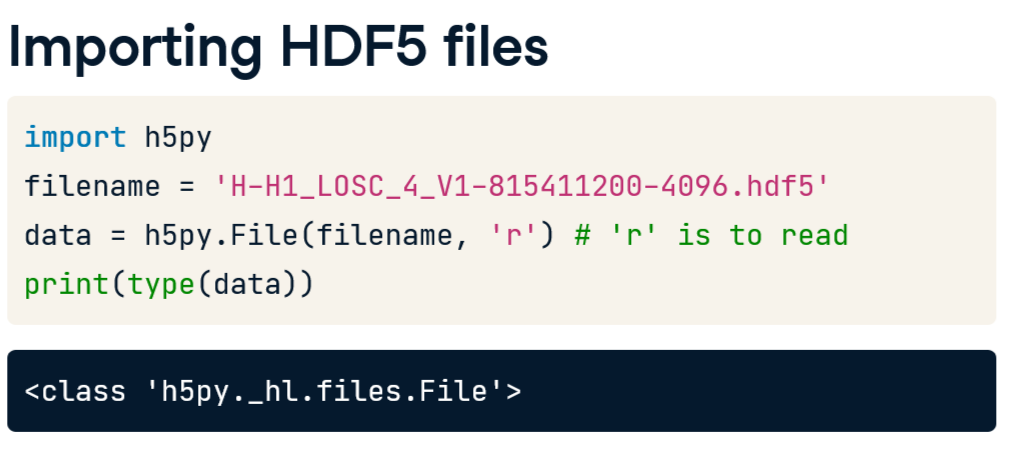 Importing HDF5 files
import h5py
filename = 'H-H1_LOSC_4_V1-815411200-4096.hdf5'
data = h5py.File(filename, 'r') # 'r' is to read
print(type(data))
<class 'h5py._hl.files.File'>